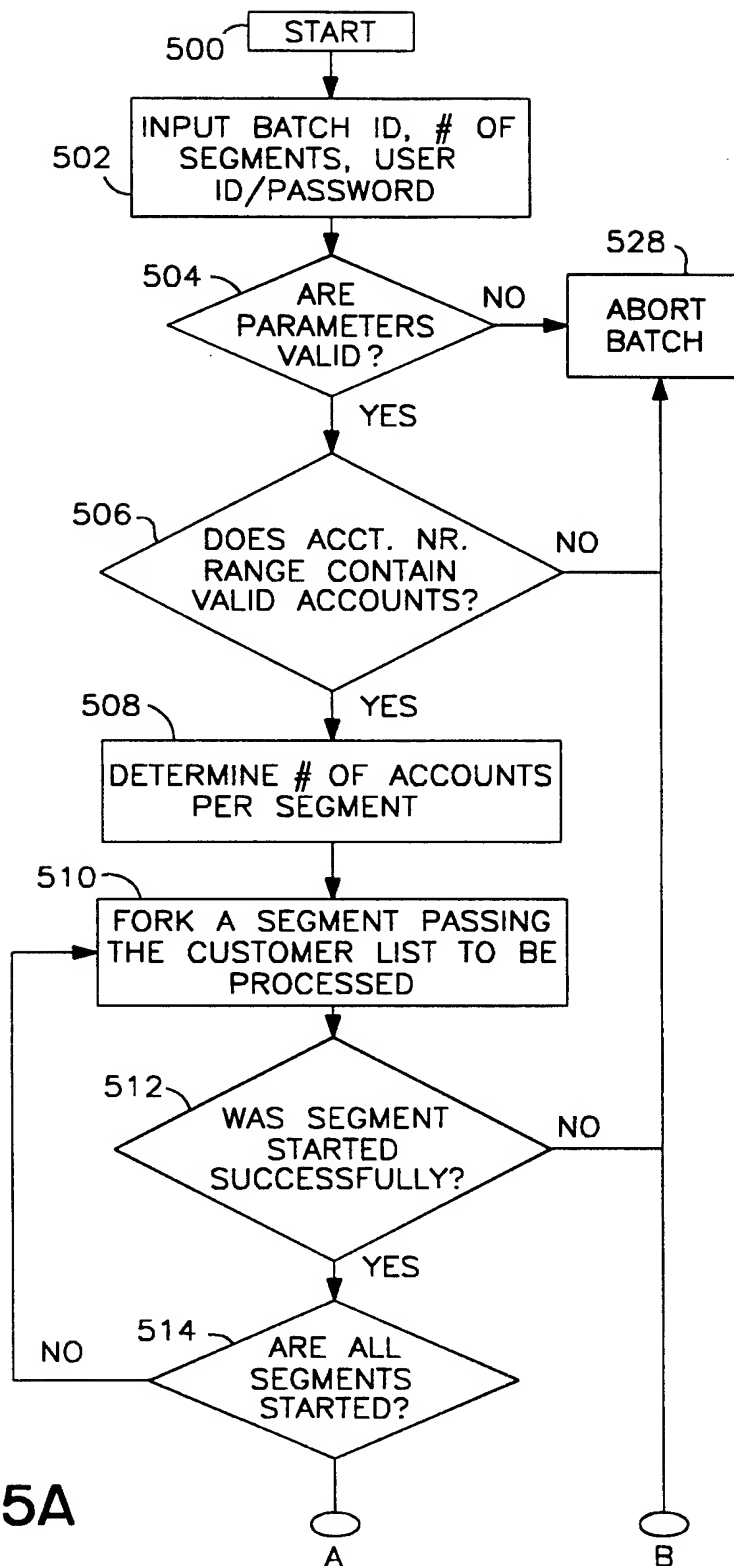 500
START
502
INPUT BATCH ID, # OF
SEGMENTS, USER
ID/PASSWORD
504
ARE
PARAMETERS
VALID?
NO
528
ABORT
BATCH
YES
506
DOES ACCT. NR.
RANGE CONTAIN
VALID ACCOUNTS?
NO
YES
508
DETERMINE # OF ACCOUNTS
PER SEGMENT
510
FORK A SEGMENT PASSING
THE CUSTOMER LIST TO BE
PROCESSED
512
WAS SEGMENT
STARTED
SUCCESSFULLY?
NO
YES
514
NO
ARE ALL
SEGMENTS
STARTED?
5A
A
B